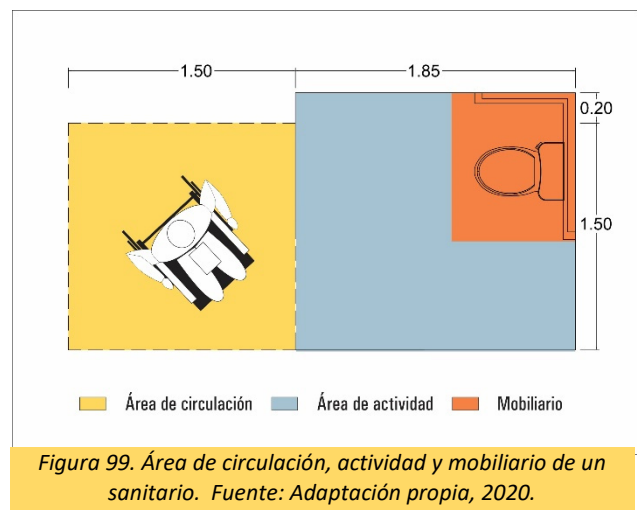 1.50 1.85
0.20
1.50
Área de circulación Área de actividad Mobiliario
Figura 99. Área de circulación, actividad y mobiliario de un
sanitario. Fuente: Adaptación propia, 2020.